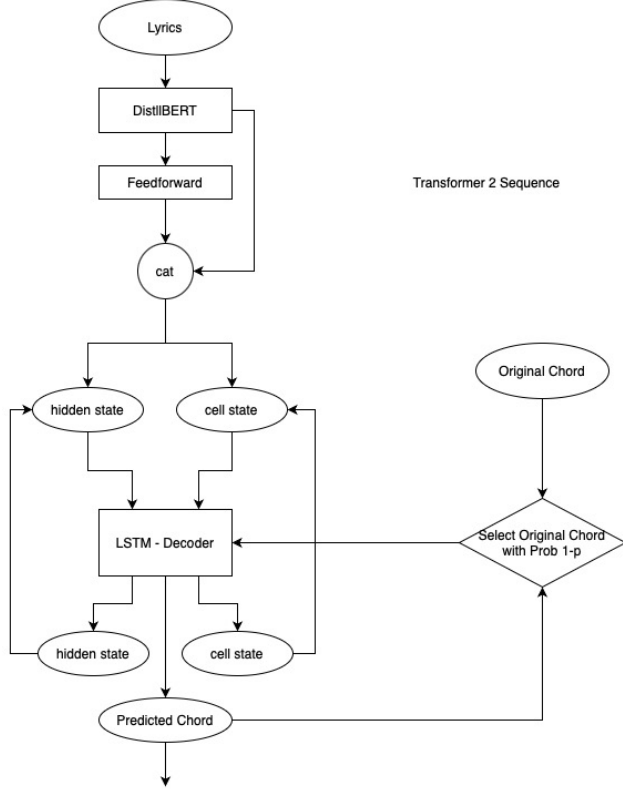 Lyrics
DistllBERT
Feedforward
Transformer 2 Sequence
cat
Original Chord
hidden state
cell state
Select Original Chord
with Prob 1-p
LSTM - Decoder
hidden state
cell state
Predicted Chord